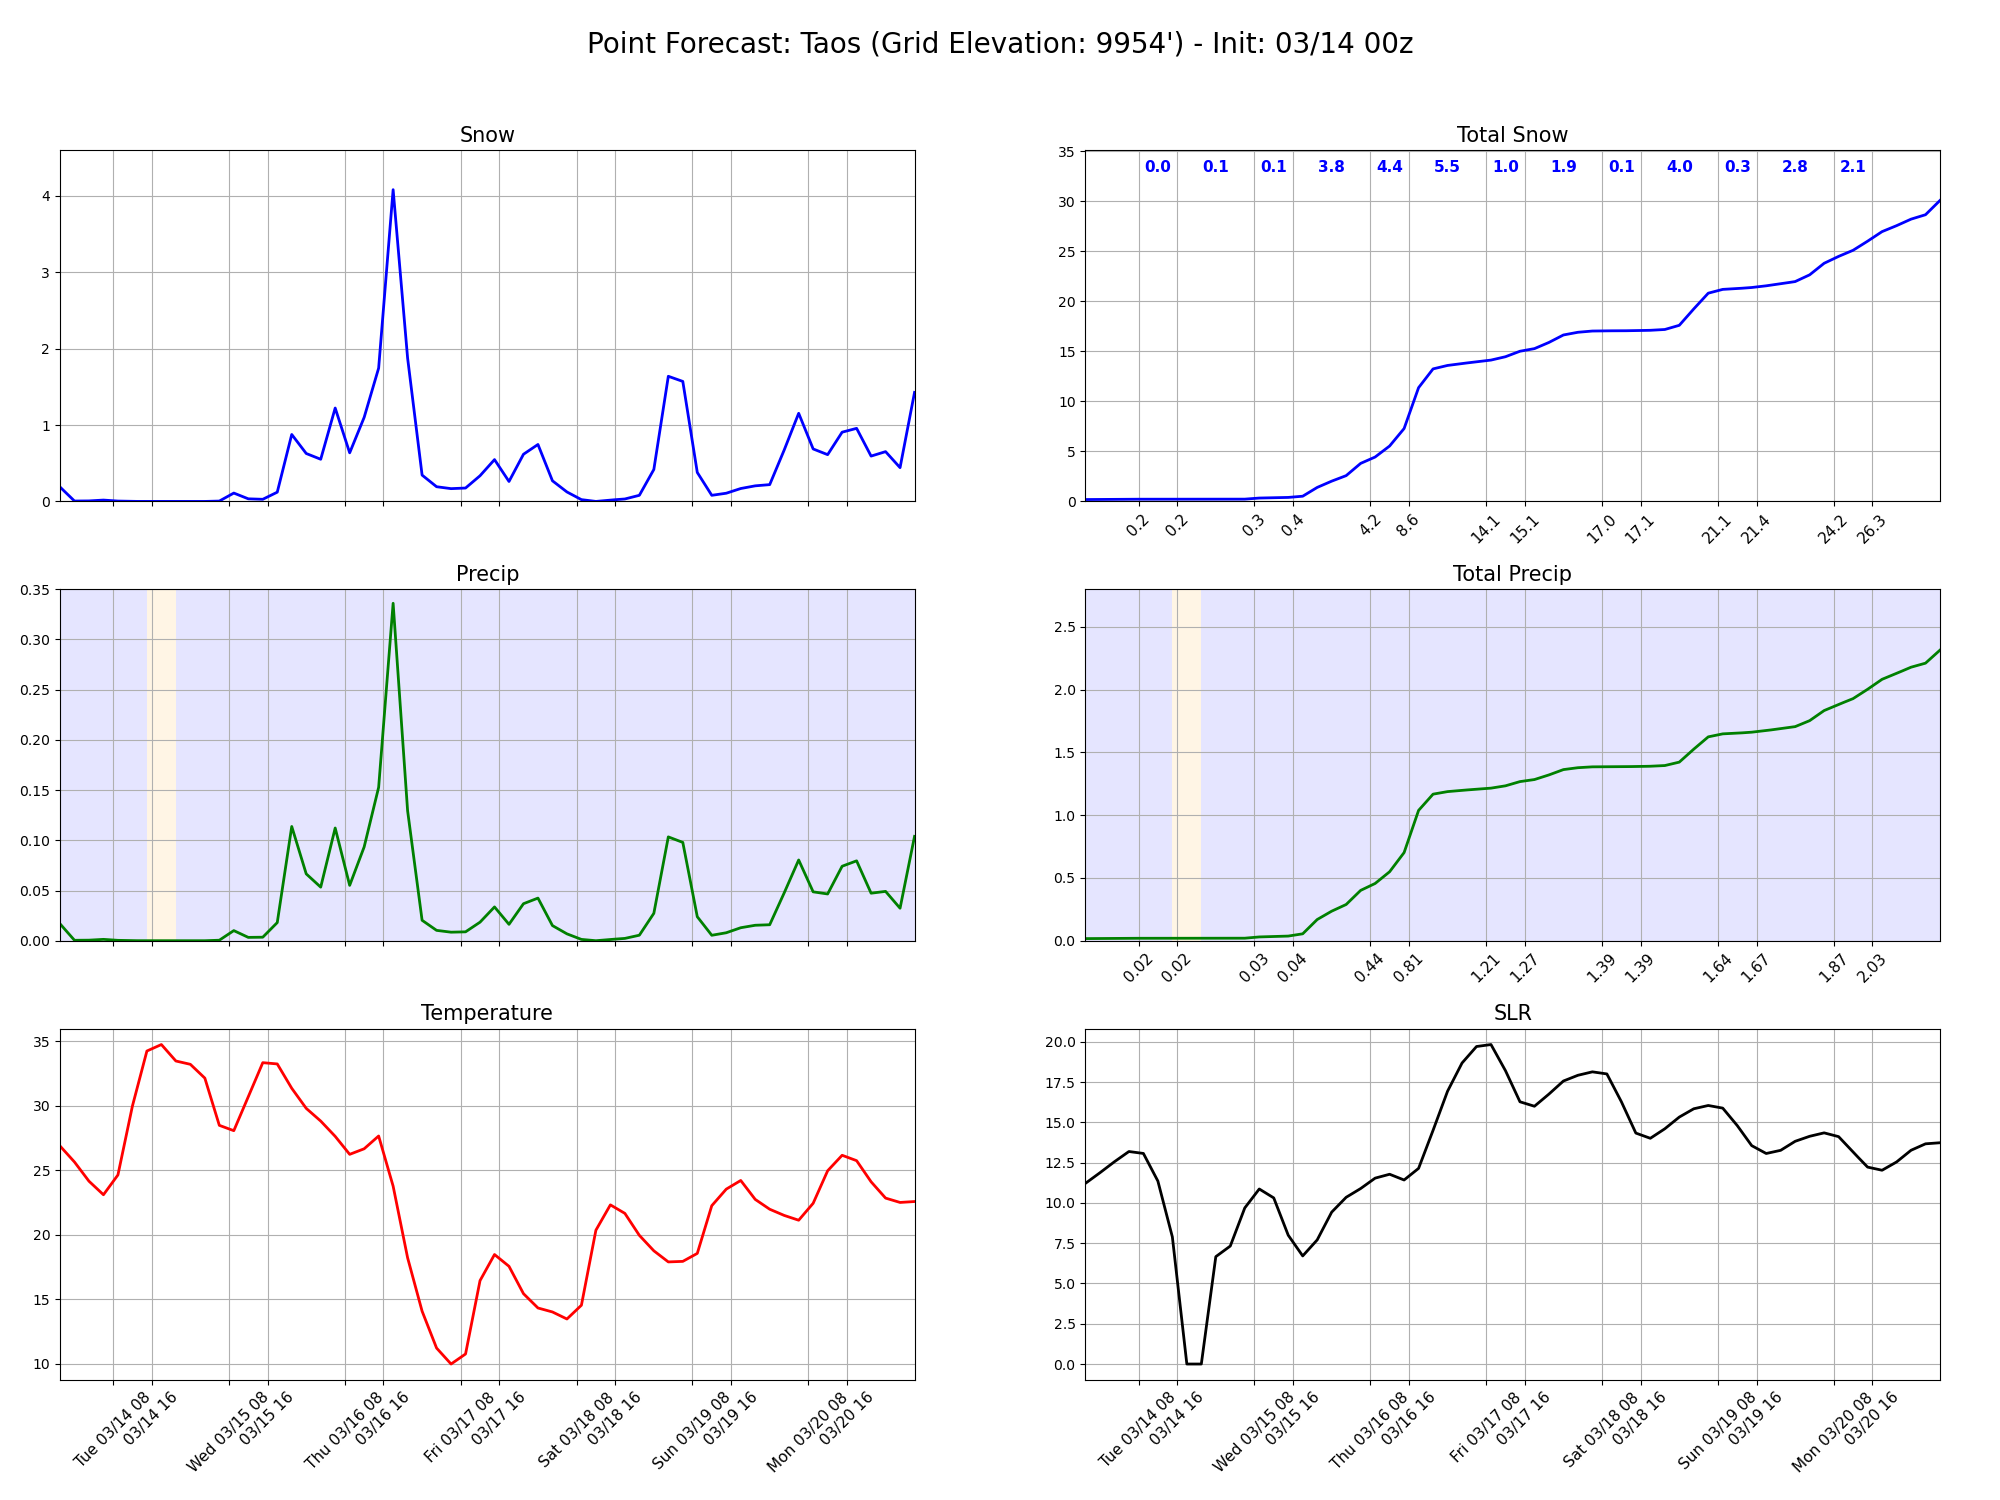 Point Forecast: Taos (Grid Elevation: 9954') - Init: 03/14 00z
Snow
4
3
2
1
0
Total Snow
35
30
25
20
15
10
5
0
0.0 0.1 0.1 3.8 4.4 5.5 1.0 1.9 0.1 4.0 0.3 2.8 2.1
0.2 0.2 0.3 0.4 4.2 8.6 14.1 15.1 17.0 17.1 21.1 21.4 24.2 26.3
Precip
0.35
0.30
0.25
0.20
0.15
0.10
0.05
0.00
Total Precip
2.5
2.0
1.5
1.0
0.5
0.0
0.02 0.02 0.03 0.04 0.44 0.81 1.21 1.27 1.39 1.39 1.64 1.67 1.87 2.03
Temperature
35
30
25
20
15
10
Tue 03/14 08
03/14 16
Wed 03/15 08
03/15 16
Thu 03/16 08
03/16 16
Fri 03/17 08
03/17 16
Sat 03/18 08
03/18 16
Sun 03/19 08
03/19 16
Mon 03/20 08
03/20 16
SLR
20.0
17.5
15.0
12.5
10.0
7.5
5.0
2.5
0.0
Tue 03/14 08
03/14 16
Wed 03/15 08
03/15 16
Thu 03/16 08
03/16 16
Fri 03/17 08
03/17 16
Sat 03/18 08
03/18 16
Sun 03/19 08
03/19 16
Mon 03/20 08
03/20 16